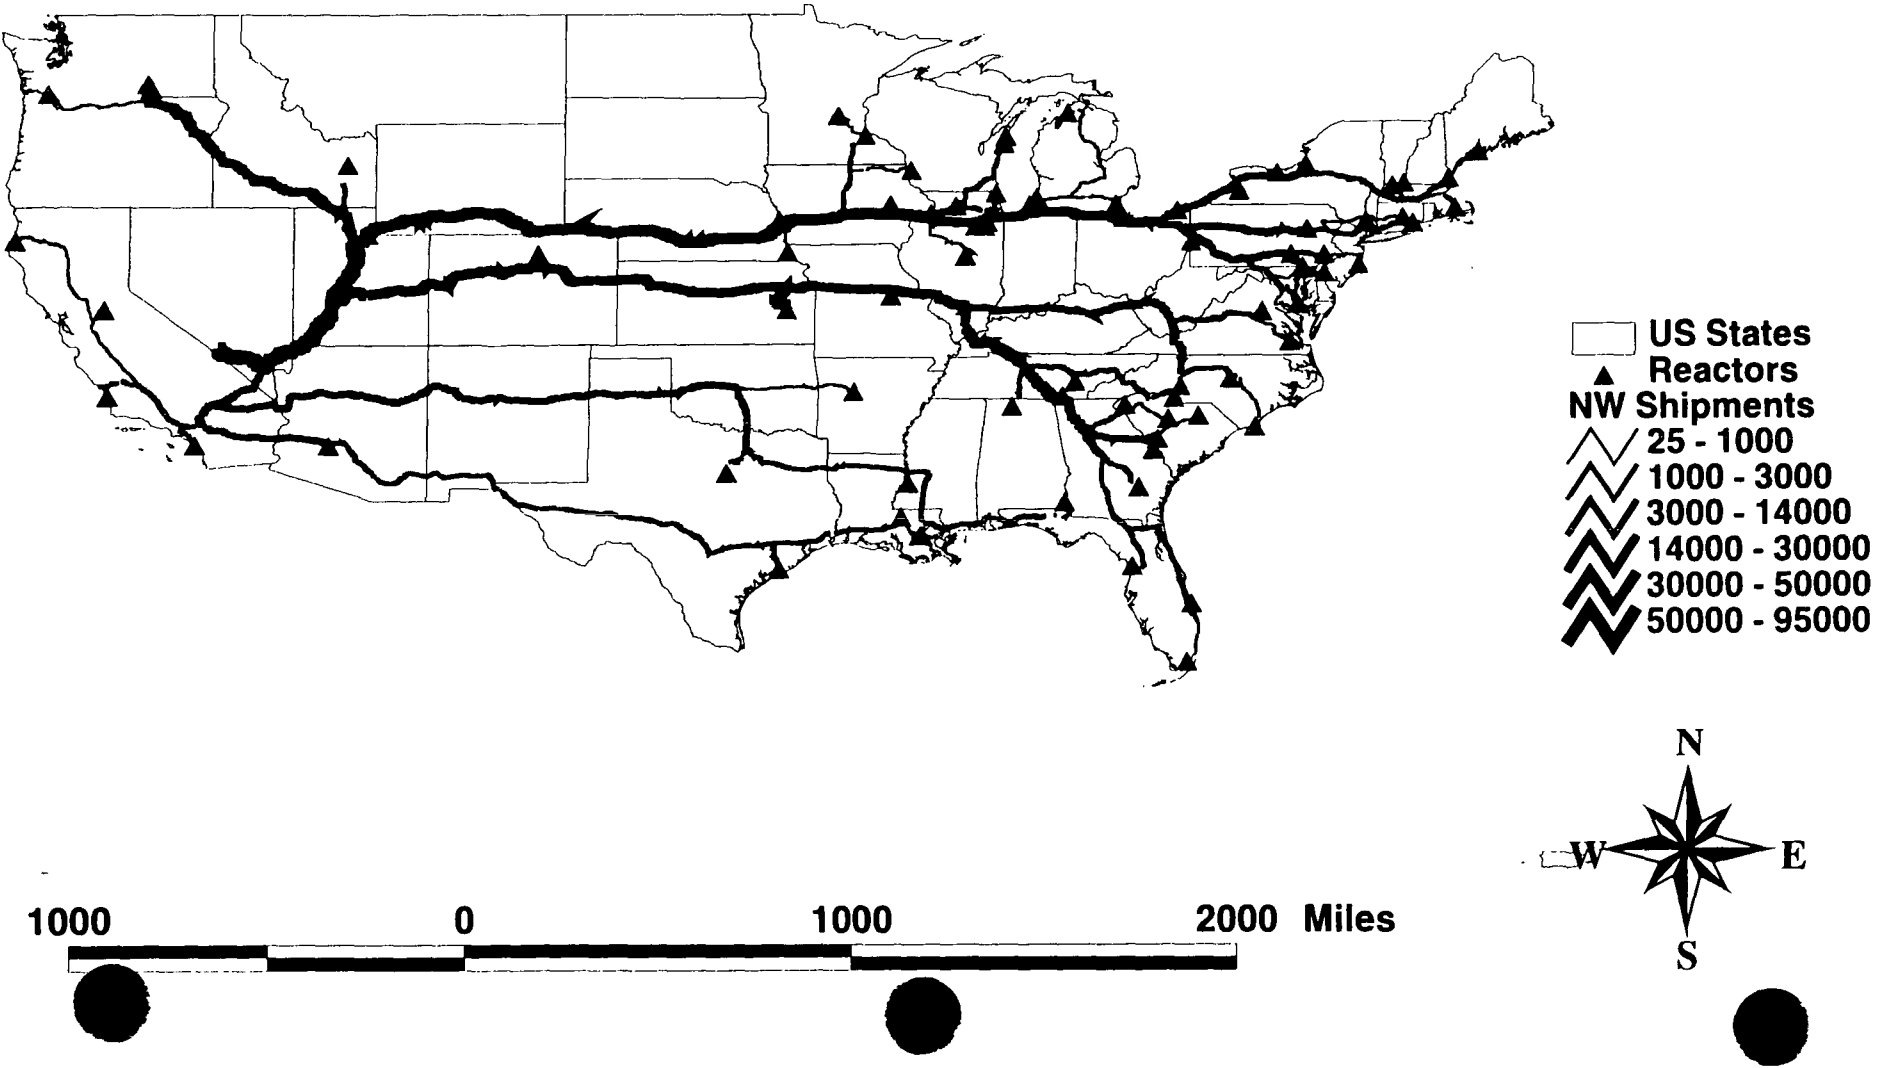 US States
Reactors
NW Shipments
25 - 1000
1000 - 3000
3000 - 14000
14000 - 30000
30000 - 50000
50000 - 95000
N
W E
S
1000 0 1000 2000 Miles